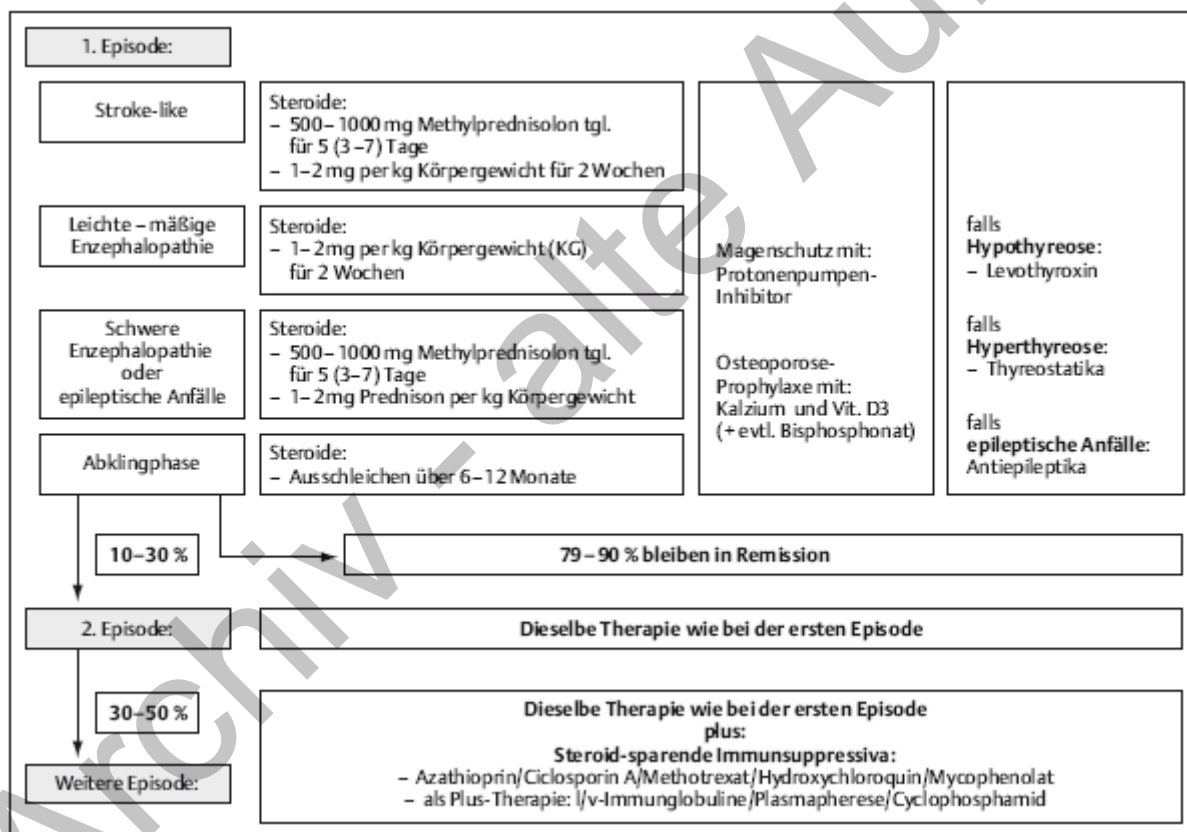 1. Episode:
Stroke-like
Steroide:
– 500–1000 mg Methylprednisolon tgl.
für 5 (3–7) Tage
– 1–2 mg per kg Körpergewicht für 2 Wochen
Leichte – mäßige
Enzephalopathie
Steroide:
– 1–2mg per kg Körpergewicht (KG)
für 2 Wochen
Schwere
Enzephalopathie
oder
epileptische Anfälle
Steroide:
– 500–1000 mg Methylprednisolon tgl.
für 5 (3–7) Tage
– 1–2mg Prednison per kg Körpergewicht
Abklingphase
Steroide:
– Ausschleichen über 6–12 Monate
Magenschutz mit:
Protonenpumpen-
Inhibitor
Osteoporose-
Prophylaxe mit:
Kalzium und Vit. D3
(+ evtl. Bisphosphonat)
falls
Hypothyreose:
– Levothyroxin
falls
Hyperthyreose:
– Thyreostatika
falls
epileptische Anfälle:
Antiepileptika
10–30 %
79–90 % bleiben in Remission
2. Episode:
Dieselbe Therapie wie bei der ersten Episode
30–50 %
Weitere Episode:
Dieselbe Therapie wie bei der ersten Episode
plus:
Steroid-sparende Immunsuppressiva:
– Azathioprin/Ciclosporin A/Methotrexat/Hydroxychloroquin/Mycophenolat
– als Plus-Therapie: I/v-Immunglobuline/Plasmapherese/Cyclophosphamid
Archiv - alte Au